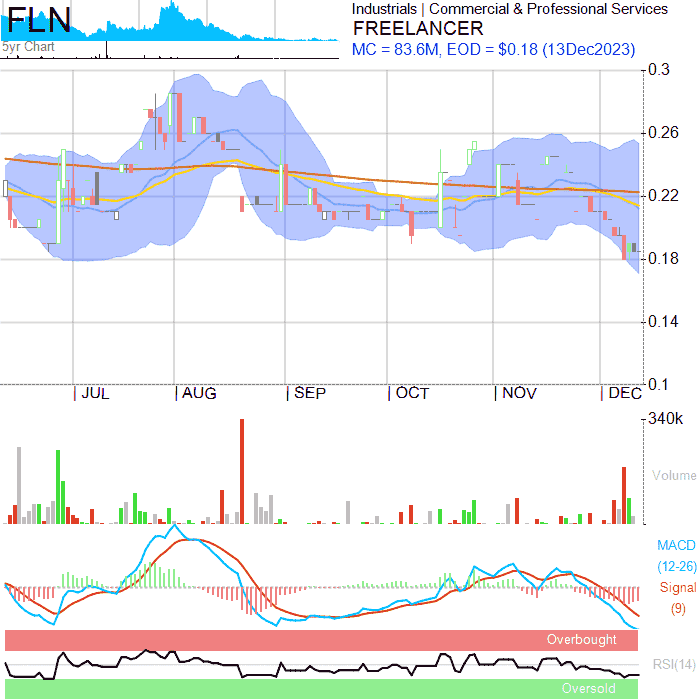 FLN
5yr Chart
Industrials | Commercial & Professional Services
FREELANCER
MC = 83.6M, EOD = $0.18 (13Dec2023)
0.3
0.26
0.22
0.18
0.14
0.1
JUL
AUG
SEP
OCT
NOV
DEC
340k
Volume
MACD
(12-26)
Signal
(9)
Overbought
RSI(14)
Oversold